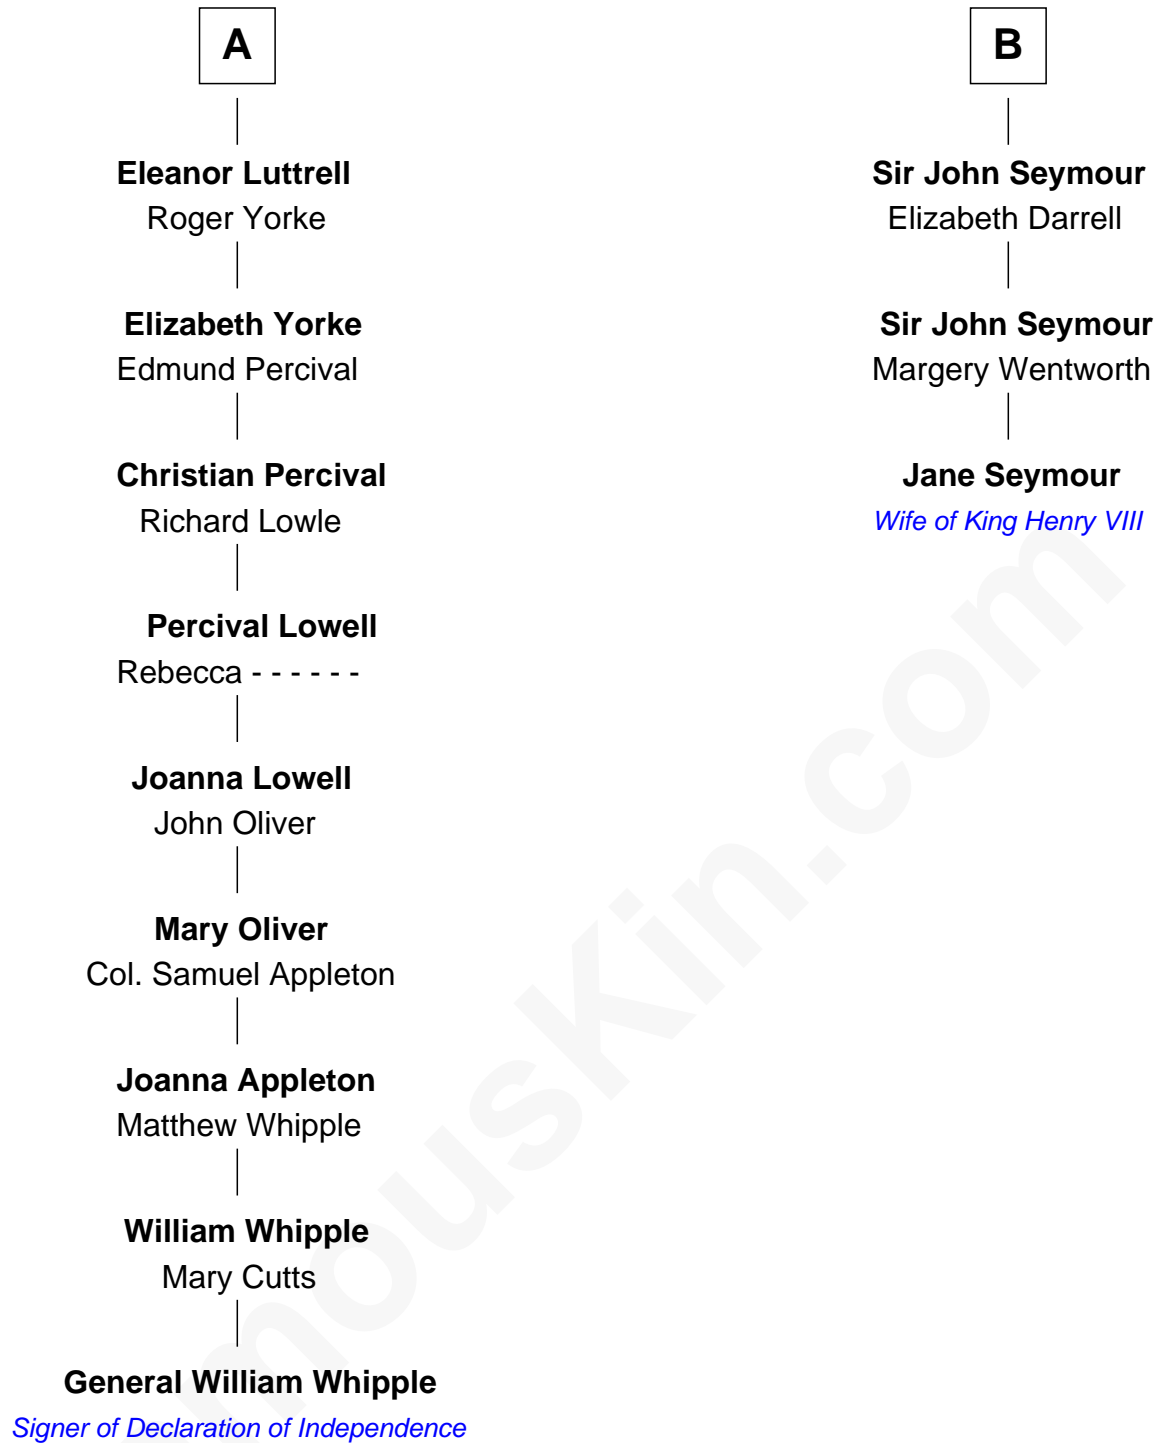 A
Eleanor Luttrell
Roger Yorke
Elizabeth Yorke
Edmund Percival
Christian Percival
Richard Lowle
Percival Lowell
Rebecca - - - - - -
Joanna Lowell
John Oliver
Mary Oliver
Col. Samuel Appleton
Joanna Appleton
Matthew Whipple
William Whipple
Mary Cutts
General William Whipple
Signer of Declaration of Independence
B
Sir John Seymour
Elizabeth Darrell
Sir John Seymour
Margery Wentworth
Jane Seymour
Wife of King Henry VIII
mousKin.com